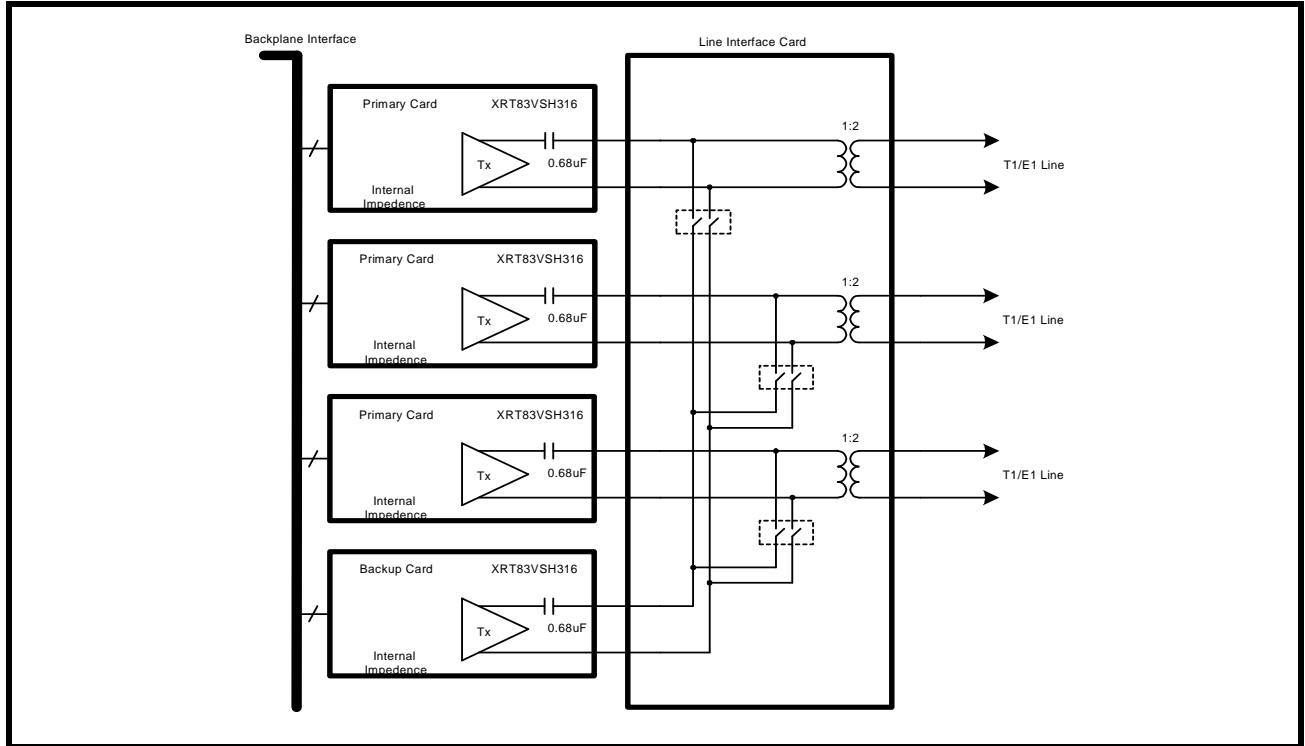 Backplane Interface
Line Interface Card
Primary Card XRT83VSH316
Tx
0.68uF
Internal
Impedence
1:2
T1/E1 Line
Primary Card XRT83VSH316
Tx
0.68uF
Internal
Impedence
1:2
T1/E1 Line
Primary Card XRT83VSH316
Tx
0.68uF
Internal
Impedence
1:2
T1/E1 Line
Backup Card XRT83VSH316
Tx
0.68uF
Internal
Impedence